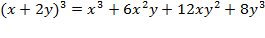 (x + 2y)³ = x³ + 6x²y + 12xy² + 8y³